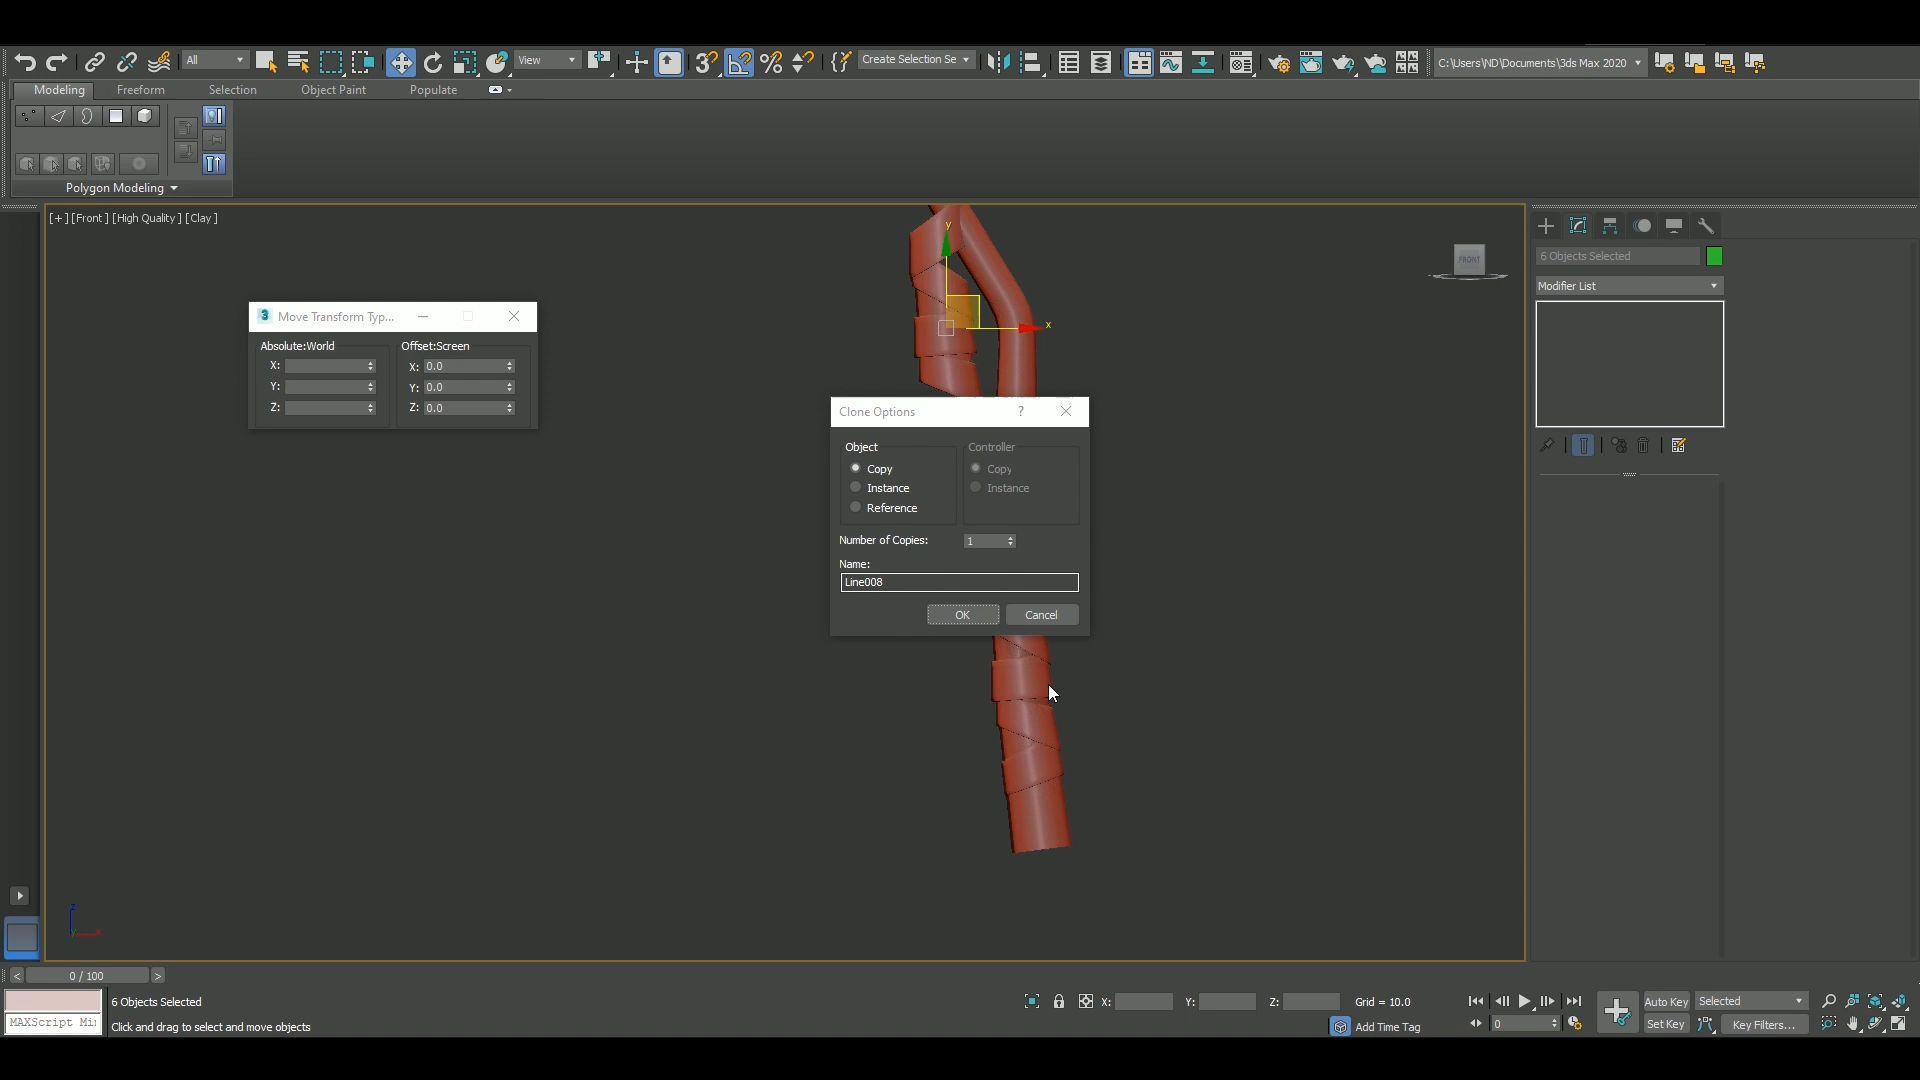 All
View
Create Selection Se
C:\Users\ND\Documents\3ds Max 2020
Modeling
Freeform
Selection
Object Paint
Populate
Polygon Modeling
[+] [Front] [High Quality] [Clay]
FRONT
6 Objects Selected
Modifier List
3 Move Transform Typ...
Absolute:World
Offset:Screen
X:
X: 0.0
Y:
Y: 0.0
Z:
Z: 0.0
y
x
Clone Options
?
Object
Controller
Copy
Copy
Instance
Instance
Reference
Number of Copies: 1
Name:
Line008
OK
Cancel
z
y
x
< 0 / 100 >
6 Objects Selected
X:
Y:
Z:
Grid = 10.0
Auto Key
Selected
MAXScript Mi
Click and drag to select and move objects
Add Time Tag
0
Set Key
Key Filters...